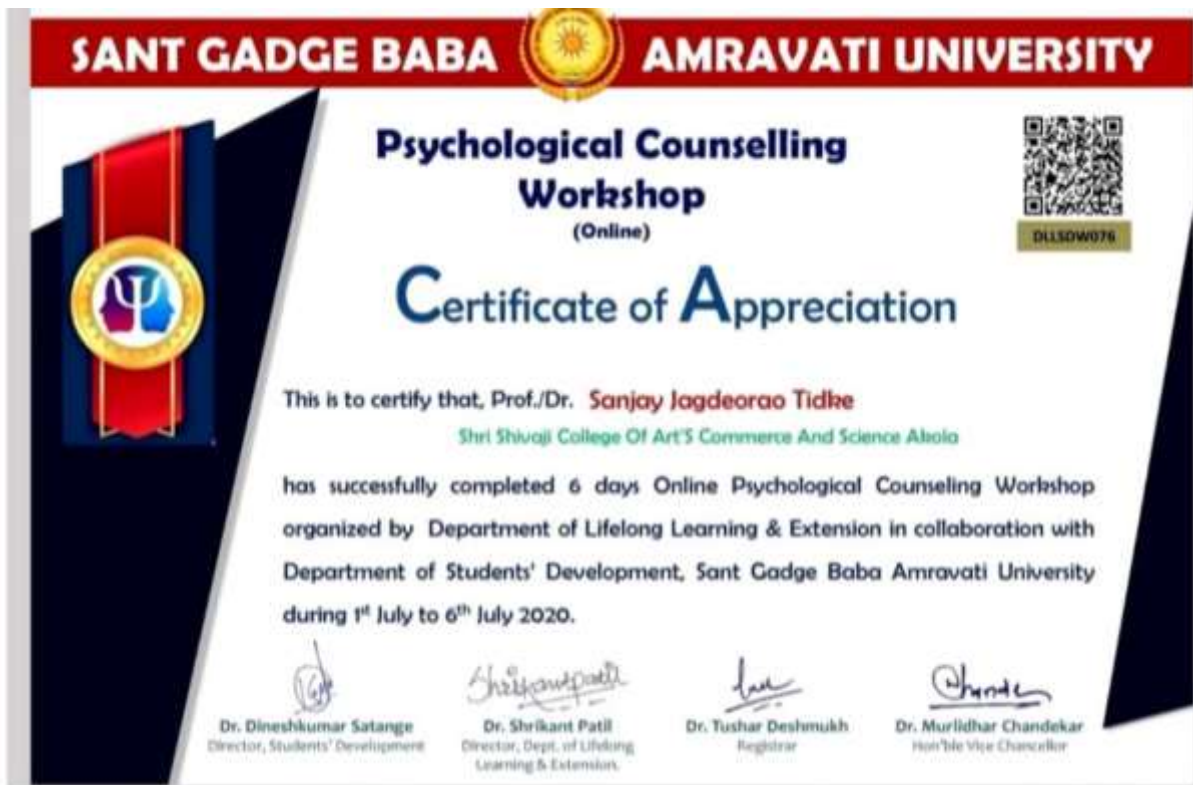 SANT GADGE BABA AMRAVATI UNIVERSITY
Psychological Counselling
Workshop
(Online)
DLLSDW076
Certificate of Appreciation
This is to certify that, Prof./Dr. Sanjay Jagdeorao Tidke
Shri Shivaji College Of Art'S Commerce And Science Akola
has successfully completed 6 days Online Psychological Counseling Workshop
organized by Department of Lifelong Learning & Extension in collaboration with
Department of Students' Development, Sant Gadge Baba Amravati University
during 1st July to 6th July 2020.
Shrikantpatil
Dr. Dineshkumar Satange
Director, Students' Development
Dr. Shrikant Patil
Director, Dept. of Lifelong
Learning & Extension.
Dr. Tushar Deshmukh
Registrar
Dr. Murlidhar Chandekar
Hon'ble Vice Chancellor